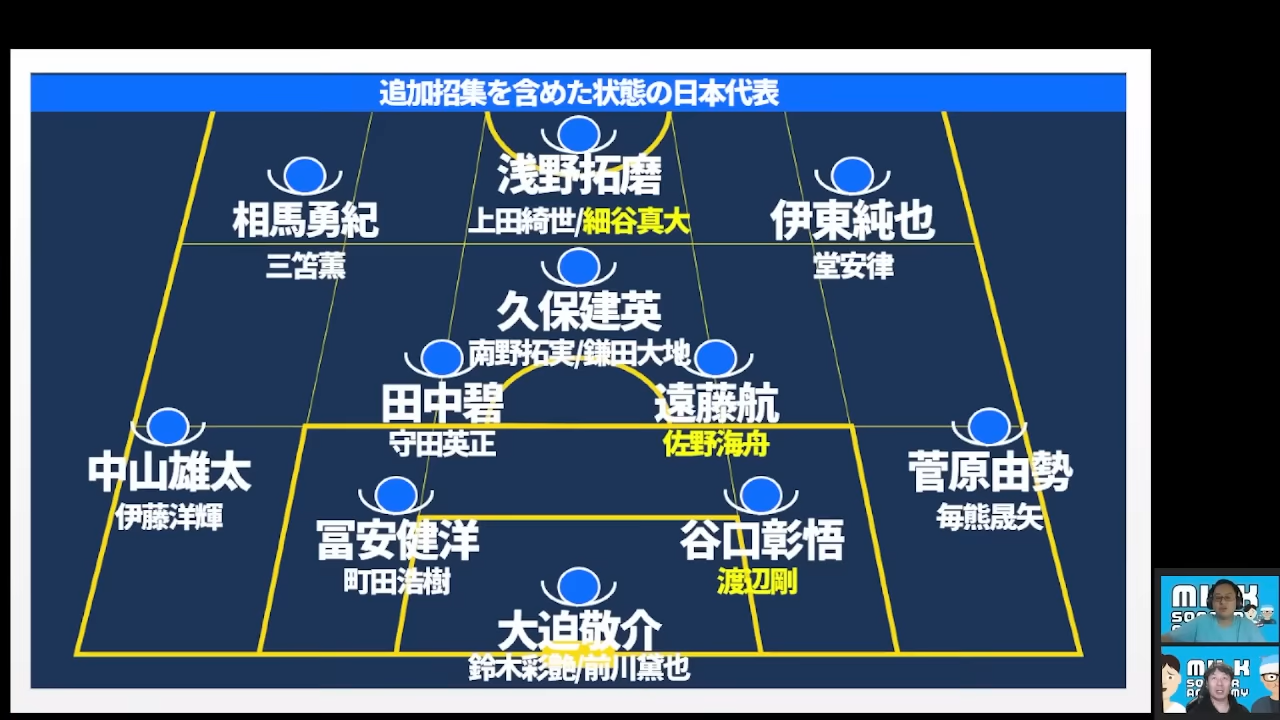 追加招集を含めた状態の日本代表
浅野拓磨
上田綺世/細谷真大
相馬勇紀
三笘薫
伊東純也
堂安律
久保建英
南野拓実/鎌田大地
田中碧
守田英正
遠藤航
佐野海舟
中山雄太
伊藤洋輝
菅原由勢
毎熊晟矢
冨安健洋
町田浩樹
谷口彰悟
渡辺剛
大迫敬介
鈴木彩艶/前川黛也